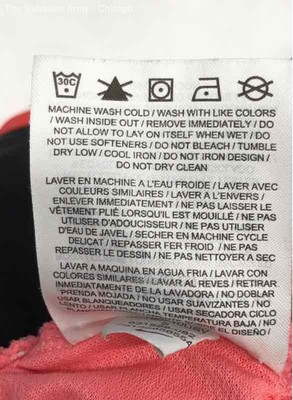 The Salvation Army - Chicago
30C
MACHINE WASH COLD / WASH WITH LIKE COLORS
/ WASH INSIDE OUT / REMOVE IMMEDIATELY / DO
NOT ALLOW TO LAY ON ITSELF WHEN WET / DO
NOT USE SOFTENERS / DO NOT BLEACH / TUMBLE
DRY LOW / COOL IRON / DO NOT IRON DESIGN /
DO NOT DRY CLEAN
LAVER EN MACHINE A L'EAU FROIDE / LAVER AVEC
COULEURS SIMILAIRES / LAVER A L'ENVERS /
ENLEVER IMMEDIATEMENT / NE PAS LAISSER LE
VÊTEMENT PLIÉ LORSQU'IL EST MOUILLÉ / NE PAS
UTILISER D'ADOUCISSEUR / NE PAS UTILISER
D'EAU DE JAVEL / SECHER EN MACHINE CYCLE
DELICAT / REPASSER FER FROID / NE PAS
REPASSER LE DESSIN / NE PAS NETTOYER A SEC
LAVAR A MAQUINA EN AGUA FRIA / LAVAR CON
COLORES SIMILARES / LAVAR AL REVES / RETIRAR
INMEDIATAMENTE DE LA LAVADORA / NO DOBLAR
PRENDA MOJADA / NO USAR SUAVIZANTES / NO
USAR BLANQUEADORES / USAR SECADORA CICLO
LENTO / USAR PLANCHA TEMPERATURA BAJA / NO
EL DISEÑO /